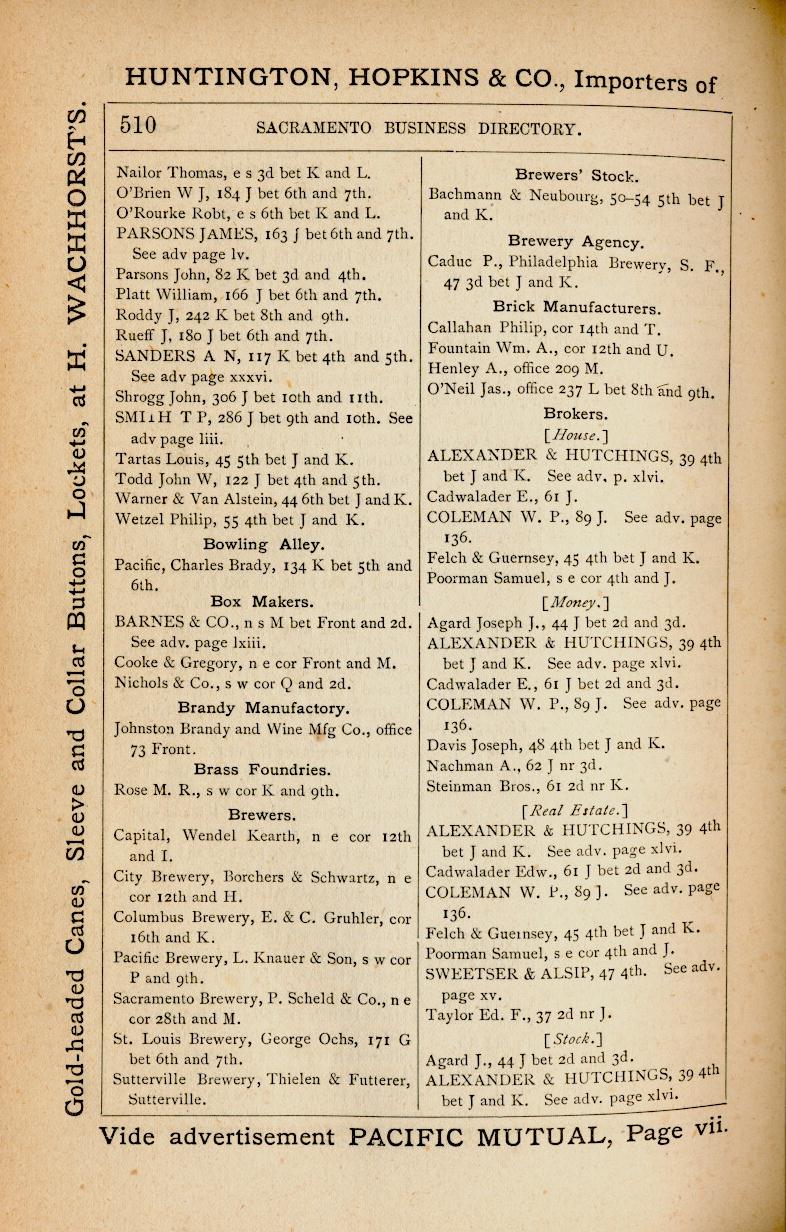 HUNTINGTON, HOPKINS & CO., Importers of
510 SACRAMENTO BUSINESS DIRECTORY.
Gold-headed Canes, Sleeve and Collar Buttons, Lockets, at H. WACHHORST'S.
Nailor Thomas, e s 3d bet K and L.
O'Brien W J, 184 J bet 6th and 7th.
O'Rourke Robt, e s 6th bet K and L.
PARSONS JAMES, 163 J bet 6th and 7th.
See adv page lv.
Parsons John, 82 K bet 3d and 4th.
Platt William, 166 J bet 6th and 7th.
Roddy J, 242 K bet 8th and 9th.
Rueff J, 180 J bet 6th and 7th.
SANDERS A N, 117 K bet 4th and 5th.
See adv page xxxvi.
Shrogg John, 306 J bet 10th and 11th.
SMITH T P, 286 J bet 9th and 10th. See
adv page liii.
Tartas Louis, 45 5th bet J and K.
Todd John W, 122 J bet 4th and 5th.
Warner & Van Alstein, 44 6th bet J and K.
Wetzel Philip, 55 4th bet J and K.
Bowling Alley.
Pacific, Charles Brady, 134 K bet 5th and
6th.
Box Makers.
BARNES & CO., n s M bet Front and 2d.
See adv. page lxiii.
Cooke & Gregory, n e cor Front and M.
Nichols & Co., s w cor Q and 2d.
Brandy Manufactory.
Johnston Brandy and Wine Mfg Co., office
73 Front.
Brass Foundries.
Rose M. R., s w cor K and 9th.
Brewers.
Capital, Wendel Kearth, n e cor 12th
and I.
City Brewery, Borchers & Schwartz, n e
cor 12th and H.
Columbus Brewery, E. & C. Gruhler, cor
16th and K.
Pacific Brewery, L. Knauer & Son, s w cor
P and 9th.
Sacramento Brewery, P. Scheld & Co., n e
cor 28th and M.
St. Louis Brewery, George Ochs, 171 G
bet 6th and 7th.
Sutterville Brewery, Thielen & Futterer,
Sutterville.
Brewers' Stock.
Bachmann & Neubourg, 50–54 5th bet J
and K.
Brewery Agency.
Caduc P., Philadelphia Brewery, S. F.,
47 3d bet J and K.
Brick Manufacturers.
Callahan Philip, cor 14th and T.
Fountain Wm. A., cor 12th and U.
Henley A., office 209 M.
O'Neil Jas., office 237 L bet 8th and 9th.
Brokers.
[House.]
ALEXANDER & HUTCHINGS, 39 4th
bet J and K. See adv. p. xlvi.
Cadwalader E., 61 J.
COLEMAN W. P., 89 J. See adv. page
136.
Felch & Guernsey, 45 4th bet J and K.
Poorman Samuel, s e cor 4th and J.
[Money.]
Agard Joseph J., 44 J bet 2d and 3d.
ALEXANDER & HUTCHINGS, 39 4th
bet J and K. See adv. page xlvi.
Cadwalader E., 61 J bet 2d and 3d.
COLEMAN W. P., 89 J. See adv. page
136.
Davis Joseph, 48 4th bet J and K.
Nachman A., 62 J nr 3d.
Steinman Bros., 61 2d nr K.
[Real Estate.]
ALEXANDER & HUTCHINGS, 39 4th
bet J and K. See adv. page xlvi.
Cadwalader Edw., 61 J bet 2d and 3d.
COLEMAN W. P., 89 J. See adv. page
136.
Felch & Guernsey, 45 4th bet J and K.
Poorman Samuel, s e cor 4th and J.
SWEETSER & ALSIP, 47 4th. See adv.
page xv.
Taylor Ed. F., 37 2d nr J.
[Stock.]
Agard J., 44 J bet 2d and 3d.
ALEXANDER & HUTCHINGS, 39 4th
bet J and K. See adv. page xlvi.
Vide advertisement PACIFIC MUTUAL, Page vii.